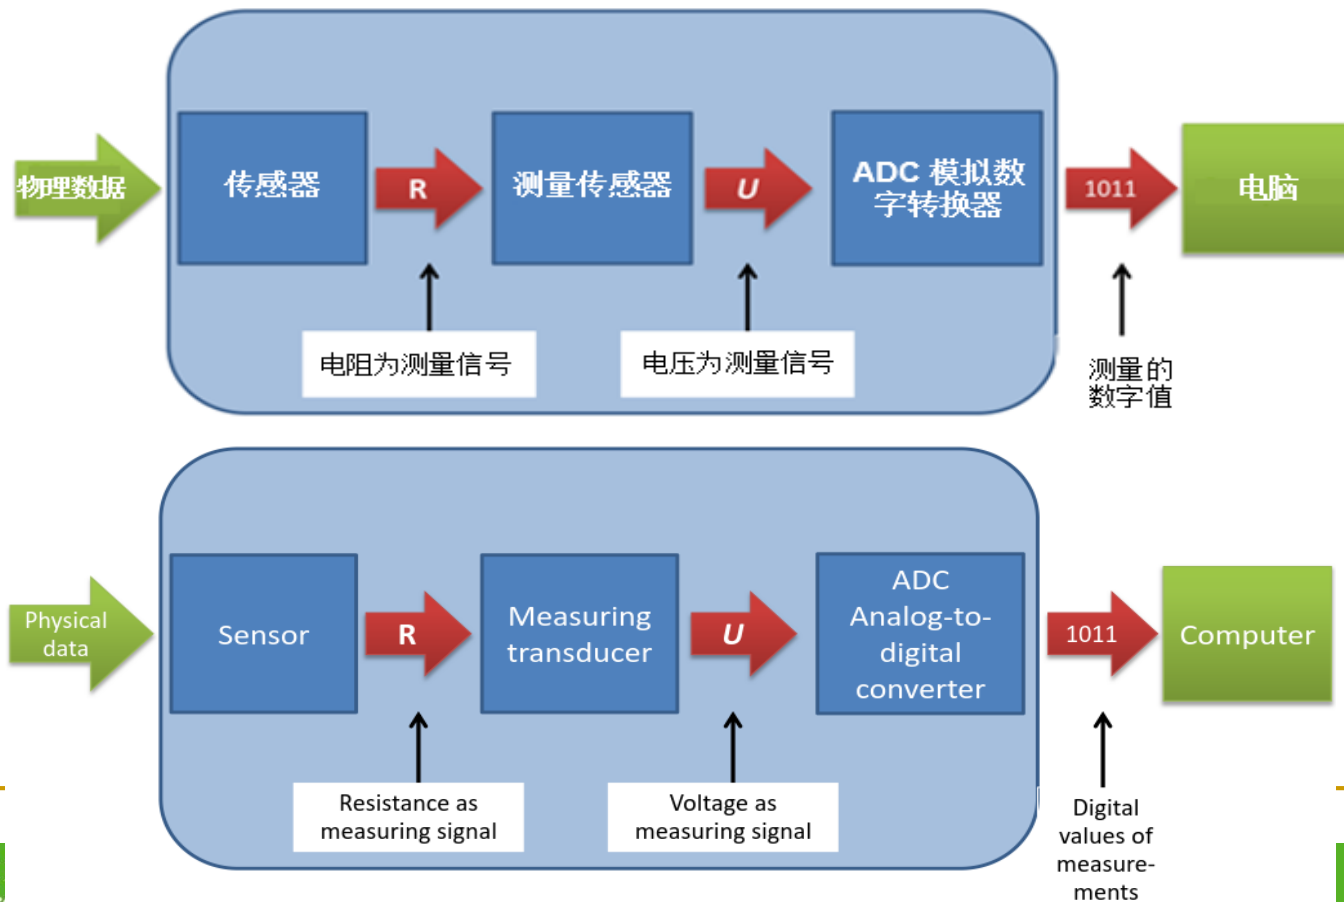 物理数据
传感器
R
测量传感器
U
ADC 模拟数
字转换器
1011
电脑
电阻为测量信号
电压为测量信号
测量的
数字值
Physical
data
Sensor
R
Measuring
transducer
U
ADC
Analog-to-
digital
converter
1011
Computer
Resistance as
measuring signal
Voltage as
measuring signal
Digital
values of
measure-
ments